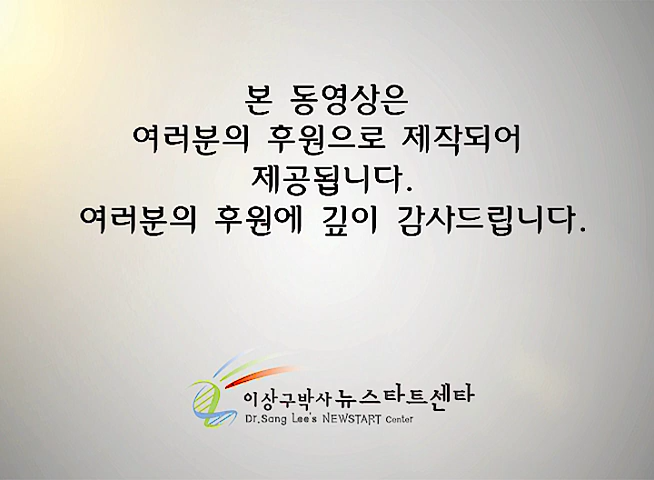 본 동영상은
여러분의 후원으로 제작되어
제공됩니다.
여러분의 후원에 깊이 감사드립니다.
이상구박사 뉴스타트센타
Dr.Sang Lee's NEWSTART Center